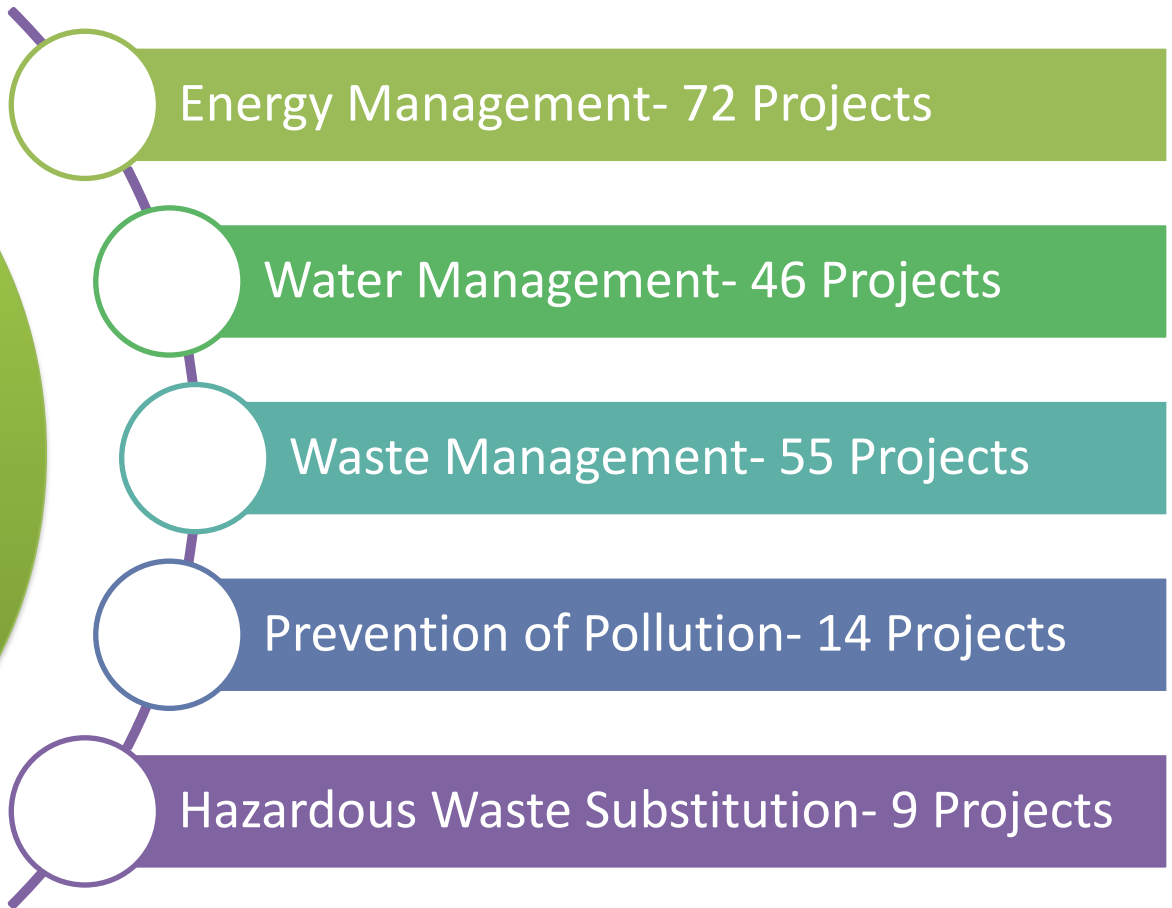 Energy Management- 72 Projects
Water Management- 46 Projects
Waste Management- 55 Projects
Prevention of Pollution- 14 Projects
Hazardous Waste Substitution- 9 Projects